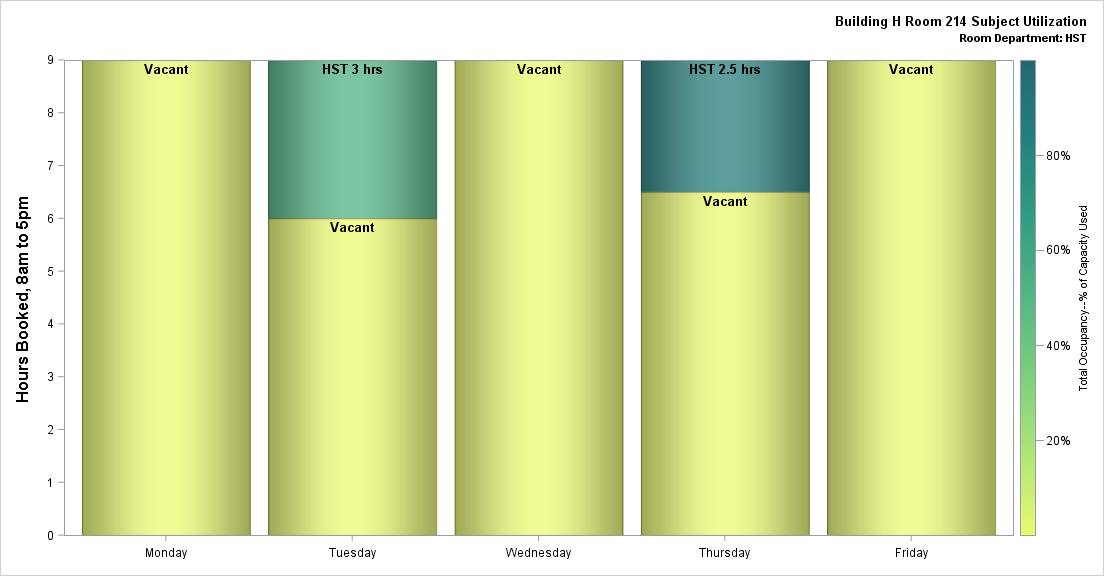 Building H Room 214 Subject Utilization
Room Department: HST
Hours Booked, 8am to 5pm
9
8
7
6
5
4
3
2
1
0
Vacant
HST 3 hrs
Vacant
Vacant
HST 2.5 hrs
Vacant
Vacant
Monday
Tuesday
Wednesday
Thursday
Friday
80%
60%
40%
20%
Total Occupancy--% of Capacity Used